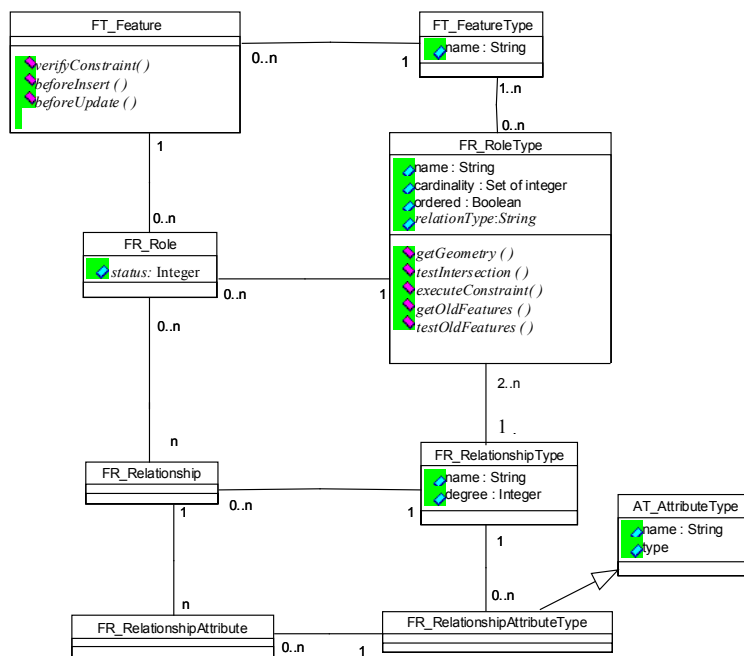 FT_Feature
verifyConstraint( )
beforeInsert ( )
beforeUpdate ( )
FT_FeatureType
name : String
0..n
1
1..n
0..n
1
0..n
FR_RoleType
name : String
cardinality : Set of integer
ordered : Boolean
relationType:String
getGeometry ( )
testIntersection ( )
executeConstraint( )
getOldFeatures ( )
testOldFeatures ( )
FR_Role
status: Integer
0..n
1
0..n
n
2..n
1 .
FR_Relationship
FR_RelationshipType
name : String
degree : Integer
1
0..n
1
1
0..n
n
AT_AttributeType
name : String
type
FR_RelationshipAttribute
FR_RelationshipAttributeType
0..n
1